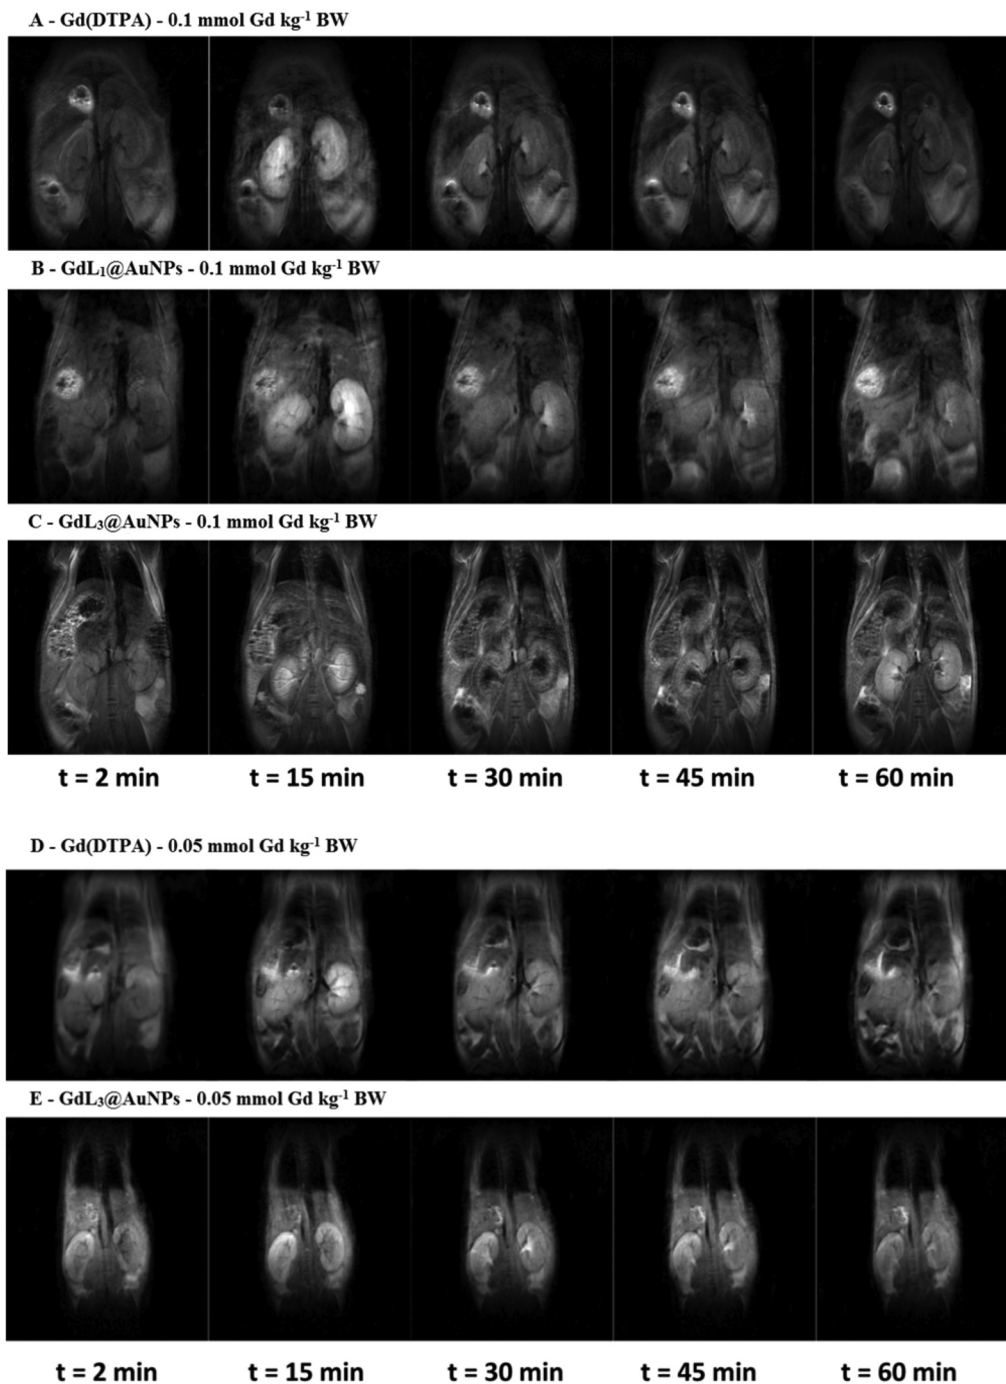 A - Gd(DTPA) - 0.1 mmol Gd kg⁻¹ BW
B - GdL₁@AuNPs - 0.1 mmol Gd kg⁻¹ BW
C - GdL₃@AuNPs - 0.1 mmol Gd kg⁻¹ BW
t = 2 min t = 15 min t = 30 min t = 45 min t = 60 min
D - Gd(DTPA) - 0.05 mmol Gd kg⁻¹ BW
E - GdL₃@AuNPs - 0.05 mmol Gd kg⁻¹ BW
t = 2 min t = 15 min t = 30 min t = 45 min t = 60 min